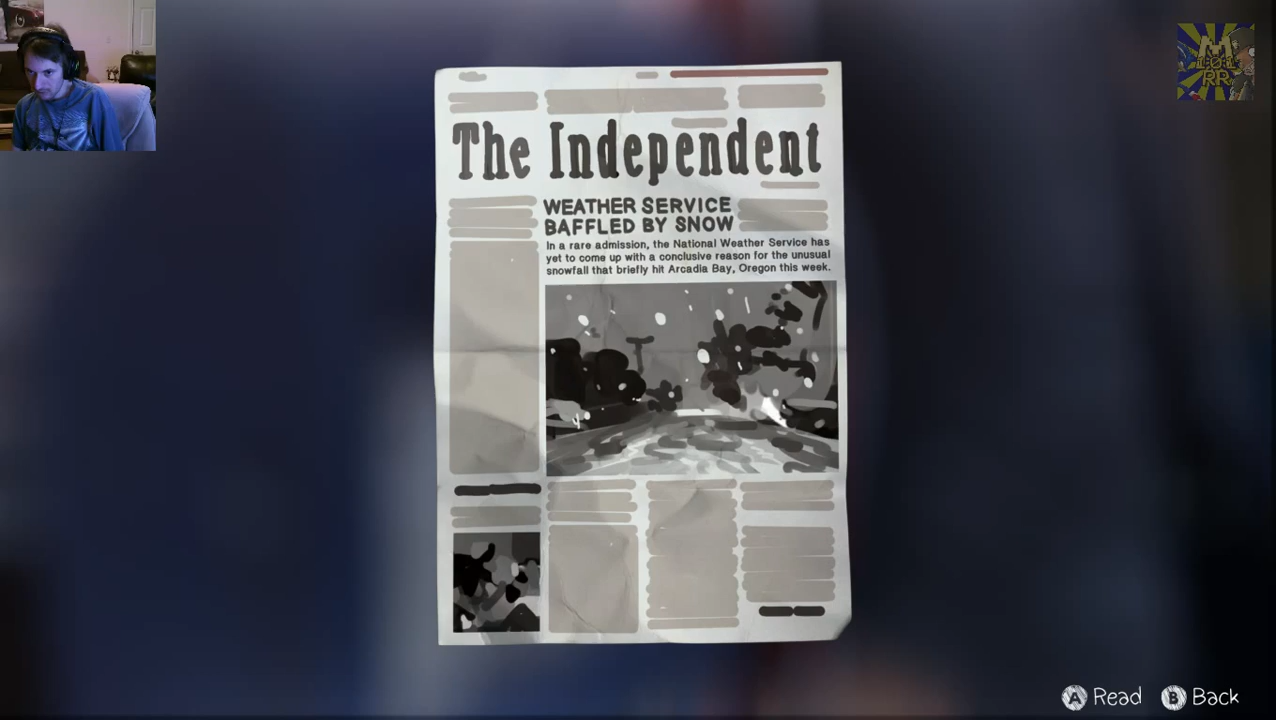 The Independent
WEATHER SERVICE
BAFFLED BY SNOW
In a rare admission, the National Weather Service has
yet to come up with a conclusive reason for the unusual
snowfall that briefly hit Arcadia Bay, Oregon this week.
A Read B Back